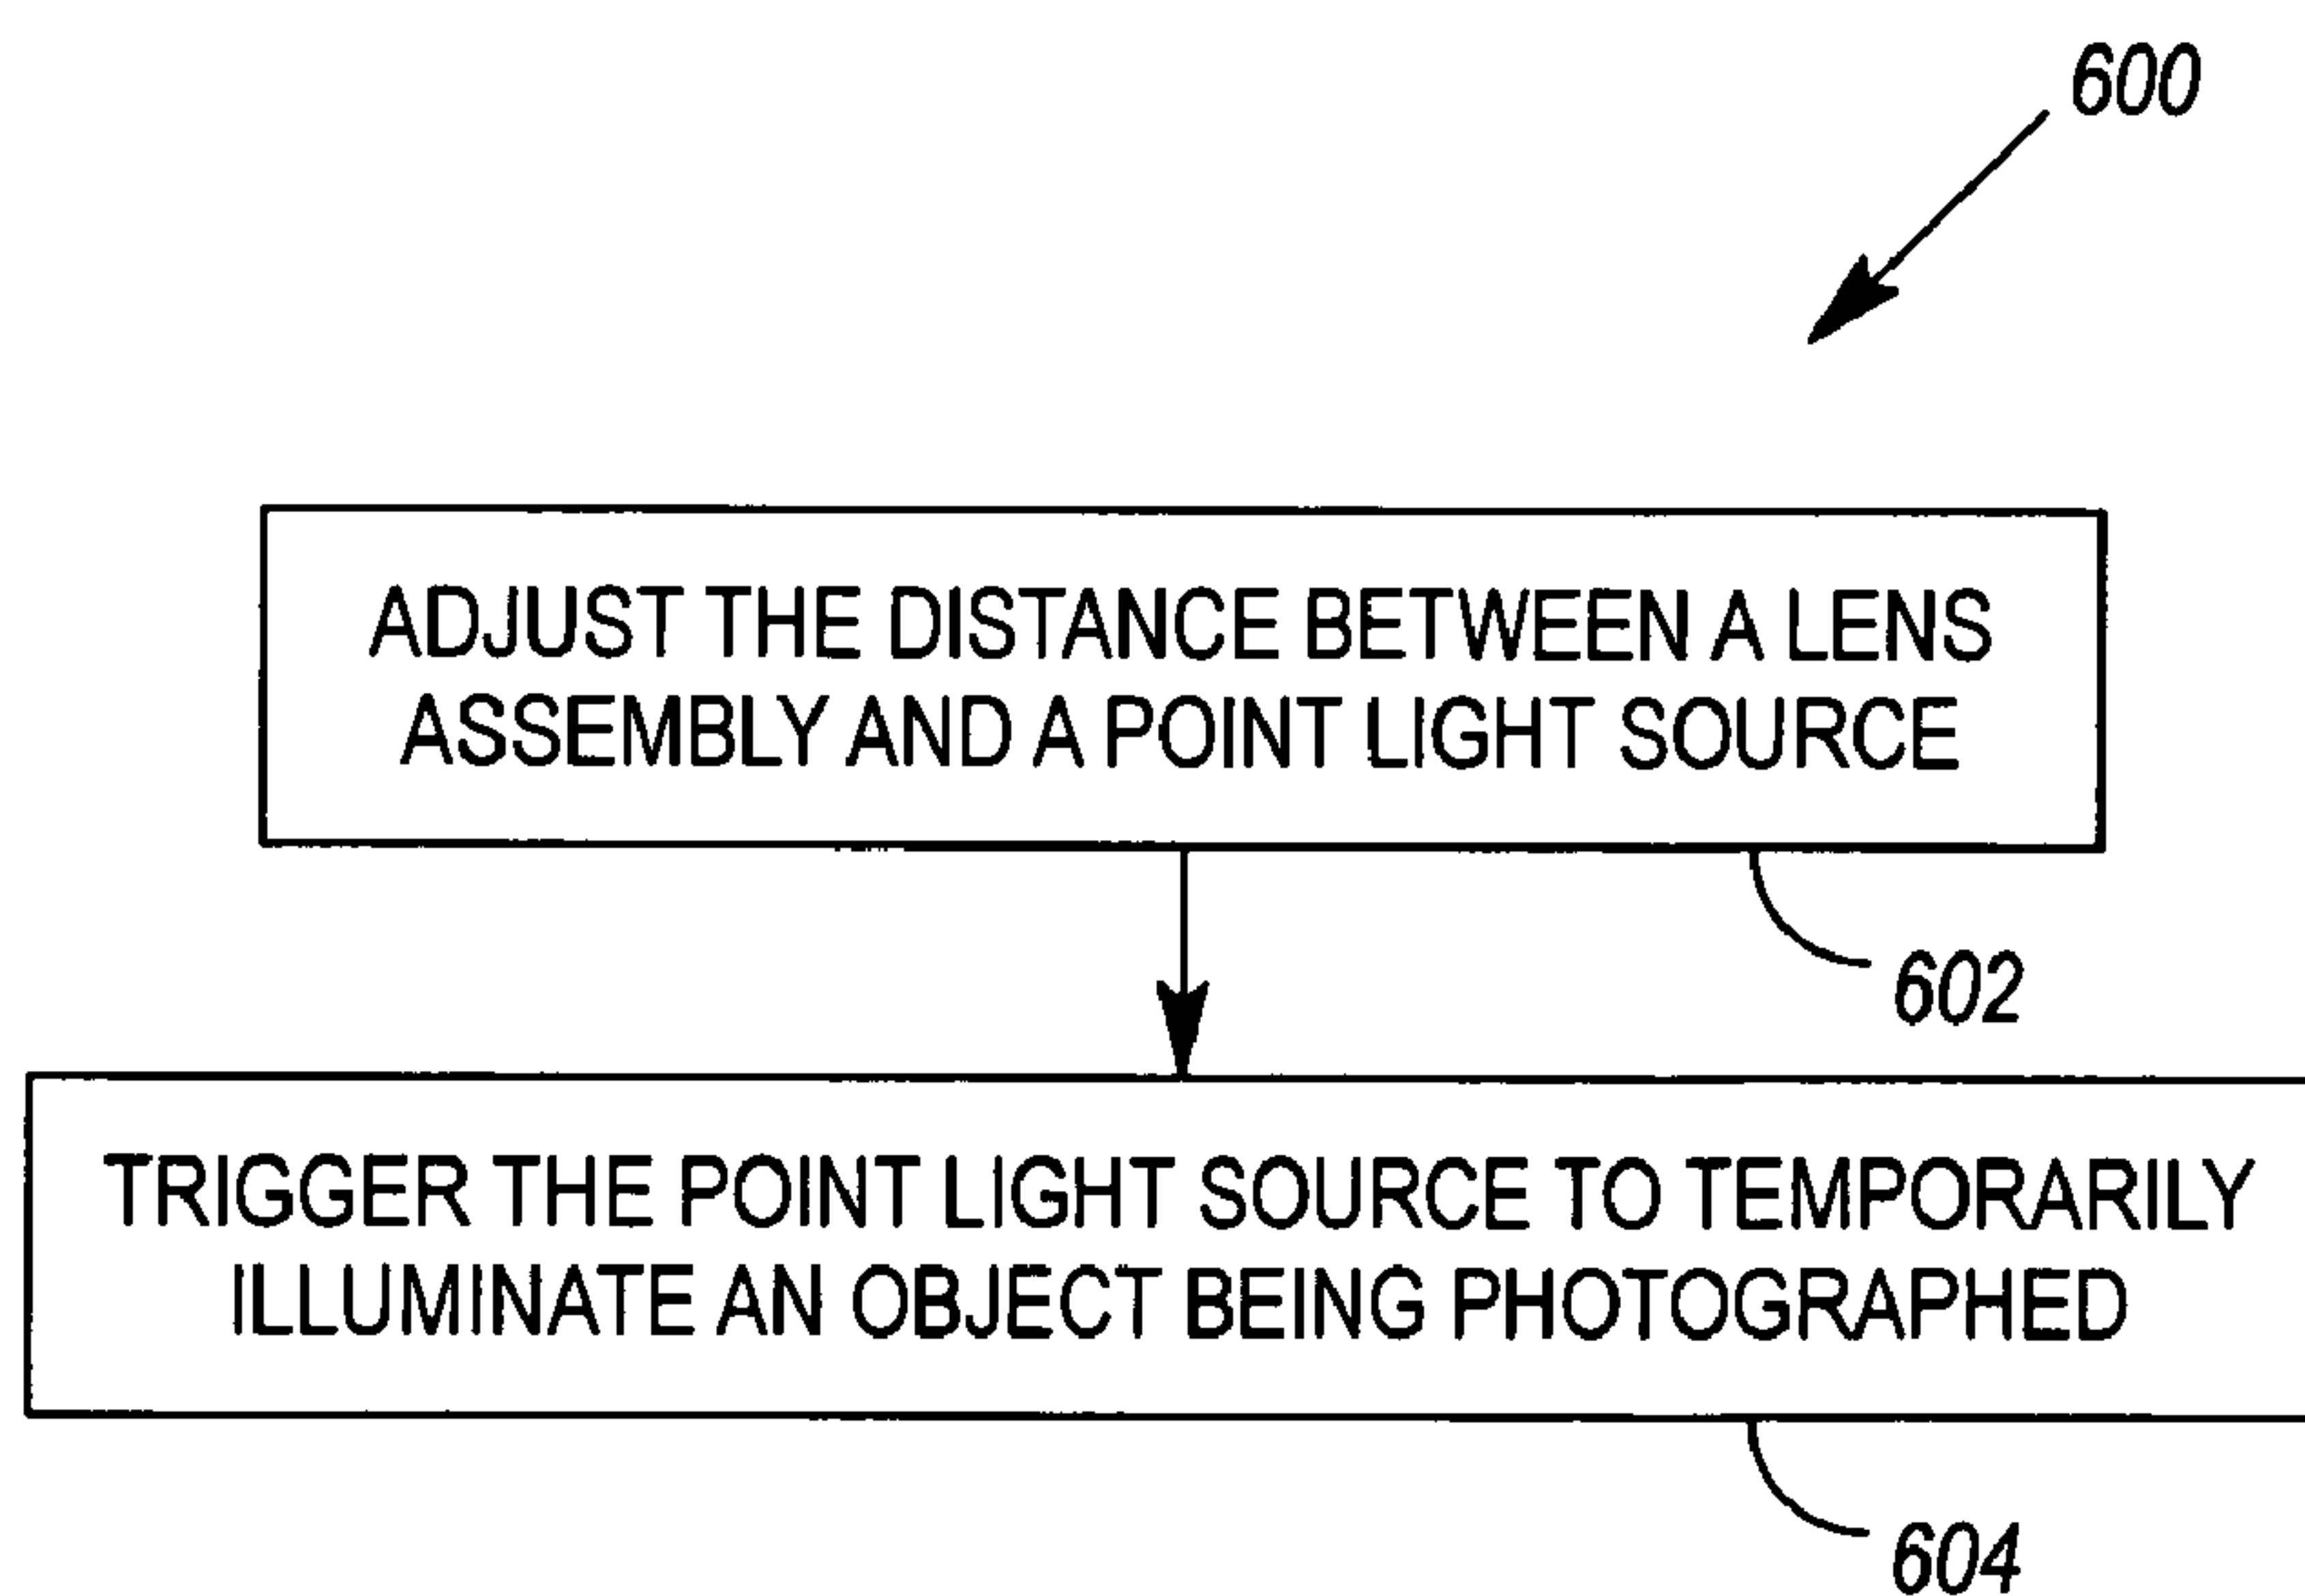 600
ADJUST THE DISTANCE BETWEEN A LENS
ASSEMBLY AND A POINT LIGHT SOURCE
602
TRIGGER THE POINT LIGHT SOURCE TO TEMPORARILY
ILLUMINATE AN OBJECT BEING PHOTOGRAPHED
604